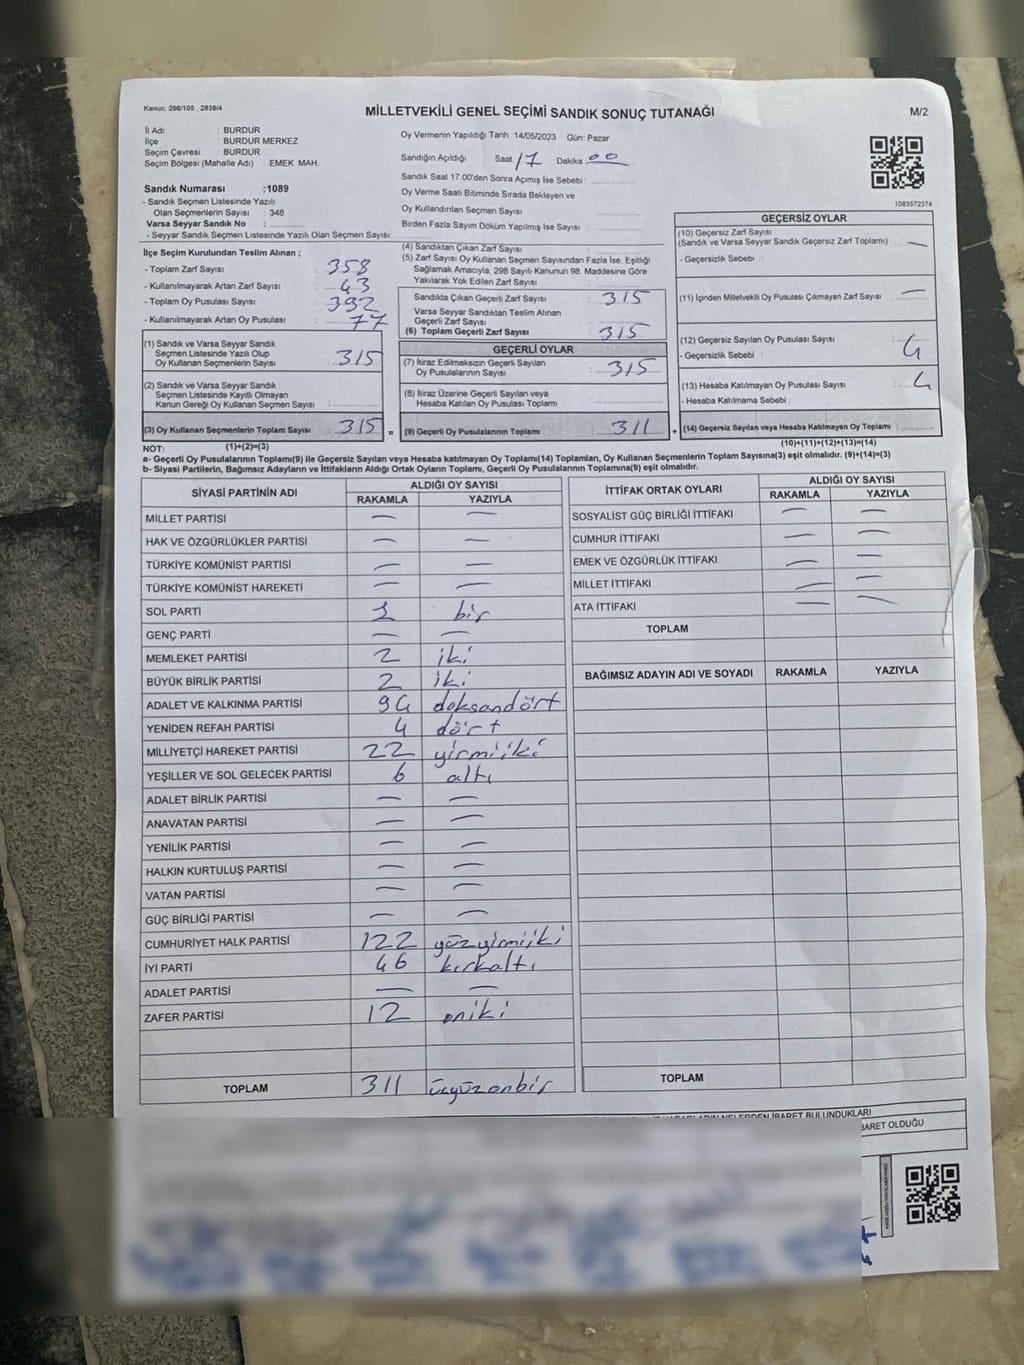 Kanun; 298/105 , 2839/4
MİLLETVEKİLİ GENEL SEÇİMİ SANDIK SONUÇ TUTANAĞI
M/2
İl Adı : BURDUR
İlçe : BURDUR MERKEZ
Seçim Çevresi : BURDUR
Seçim Bölgesi (Mahalle Adı) : EMEK MAH.
Oy Vermenin Yapıldığı Tarih :14/05/2023 Gün: Pazar
Sandığın Açıldığı Saat 17 Dakika 00
Sandık Saat 17:00'den Sonra Açımış İse Sebebi :
Oy Verme Saati Bitiminde Sırada Bekleyen ve
Oy Kullandırılan Seçmen Sayısı
Birden Fazla Sayım Döküm Yapılmış İse Sayısı :
1083572374
Sandık Numarası :1089
- Sandık Seçmen Listesinde Yazılı
Olan Seçmenlerin Sayısı : 348
Varsa Seyyar Sandık No :
- Seyyar Sandık Seçmen Listesinde Yazılı Olan Seçmen Sayısı:
İlçe Seçim Kurulundan Teslim Alınan ;
- Toplam Zarf Sayısı : 358
- Kullanılmayarak Artan Zarf Sayısı : 43
- Toplam Oy Pusulası Sayısı : 392
- Kullanılmayarak Artan Oy Pusulası : 77
(1) Sandık ve Varsa Seyyar Sandık
Seçmen Listesinde Yazılı Olup
Oy Kullanan Seçmenlerin Sayısı : 315
(2) Sandık ve Varsa Seyyar Sandık
Seçmen Listesinde Kayıtlı Olmayan
Kanun Gereği Oy Kullanan Seçmen Sayısı :
(3) Oy Kullanan Seçmenlerin Toplam Sayısı : 315 =
(4) Sandıktan Çıkan Zarf Sayısı :
(5) Zarf Sayısı Oy Kullanan Seçmen Sayısından Fazla İse, Eşitliği
Sağlamak Amacıyla, 298 Sayılı Kanunun 98. Maddesine Göre
Yakılarak Yok Edilen Zarf Sayısı :
Sandıkta Çıkan Geçerli Zarf Sayısı : 315
Varsa Seyyar Sandıktan Teslim Alınan
Geçerli Zarf Sayısı :
(6) Toplam Geçerli Zarf Sayısı : 315
GEÇERLİ OYLAR
(7) İtiraz Edilmeksizin Geçerli Sayılan
Oy Pusulalarının Sayısı : 315
(8) İtiraz Üzerine Geçerli Sayılan veya
Hesaba Katılan Oy Pusulası Toplamı :
(9) Geçerli Oy Pusulalarının Toplamı : 311 +
GEÇERSİZ OYLAR
(10) Geçersiz Zarf Sayısı
(Sandık ve Varsa Seyyar Sandık Geçersiz Zarf Toplamı) : —
- Geçersizlik Sebebi :
(11) İçinden Milletvekili Oy Pusulası Çıkmayan Zarf Sayısı : —
(12) Geçersiz Sayılan Oy Pusulası Sayısı : 4
- Geçersizlik Sebebi :
(13) Hesaba Katılmayan Oy Pusulası Sayısı : 4
- Hesaba Katılmama Sebebi :
(14) Geçersiz Sayılan veya Hesaba Katılmayan Oy Toplamı :
NOT: (1)+(2)=(3)
(10)+(11)+(12)+(13)=(14)
a- Geçerli Oy Pusulalarının Toplamı(9) ile Geçersiz Sayılan veya Hesaba katılmayan Oy Toplamı(14) Toplamları, Oy Kullanan Seçmenlerin Toplam Sayısına(3) eşit olmalıdır. (9)+(14)=(3)
b- Siyasi Partilerin, Bağımsız Adayların ve İttifakların Aldığı Ortak Oyların Toplamı, Geçerli Oy Pusulalarının Toplamına(9) eşit olmalıdır.
SİYASİ PARTİNİN ADI ALDIĞI OY SAYISI
RAKAMLA YAZIYLA
MİLLET PARTİSİ — —
HAK VE ÖZGÜRLÜKLER PARTİSİ — —
TÜRKİYE KOMÜNİST PARTİSİ — —
TÜRKİYE KOMÜNİST HAREKETİ — —
SOL PARTİ 1 bir
GENÇ PARTİ — —
MEMLEKET PARTİSİ 2 iki
BÜYÜK BİRLİK PARTİSİ 2 iki
ADALET VE KALKINMA PARTİSİ 94 doksandört
YENİDEN REFAH PARTİSİ 4 dört
MİLLİYETÇİ HAREKET PARTİSİ 22 yirmiiki
YEŞİLLER VE SOL GELECEK PARTİSİ 6 altı
ADALET BİRLİK PARTİSİ — —
ANAVATAN PARTİSİ — —
YENİLİK PARTİSİ — —
HALKIN KURTULUŞ PARTİSİ — —
VATAN PARTİSİ — —
GÜÇ BİRLİĞİ PARTİSİ — —
CUMHURİYET HALK PARTİSİ 122 yüzyirmiiki
İYİ PARTİ 46 kırkaltı
ADALET PARTİSİ — —
ZAFER PARTİSİ 12 oniki
TOPLAM 311 üçyüzonbir
İTTİFAK ORTAK OYLARI ALDIĞI OY SAYISI
RAKAMLA YAZIYLA
SOSYALİST GÜÇ BİRLİĞİ İTTİFAKI — —
CUMHUR İTTİFAKI — —
EMEK VE ÖZGÜRLÜK İTTİFAKI — —
MİLLET İTTİFAKI — —
ATA İTTİFAKI — —
TOPLAM
BAĞIMSIZ ADAYIN ADI VE SOYADI RAKAMLA YAZIYLA
TOPLAM
NELERDEN İBARET BULUNDUKLARI
BARET OLDUĞU